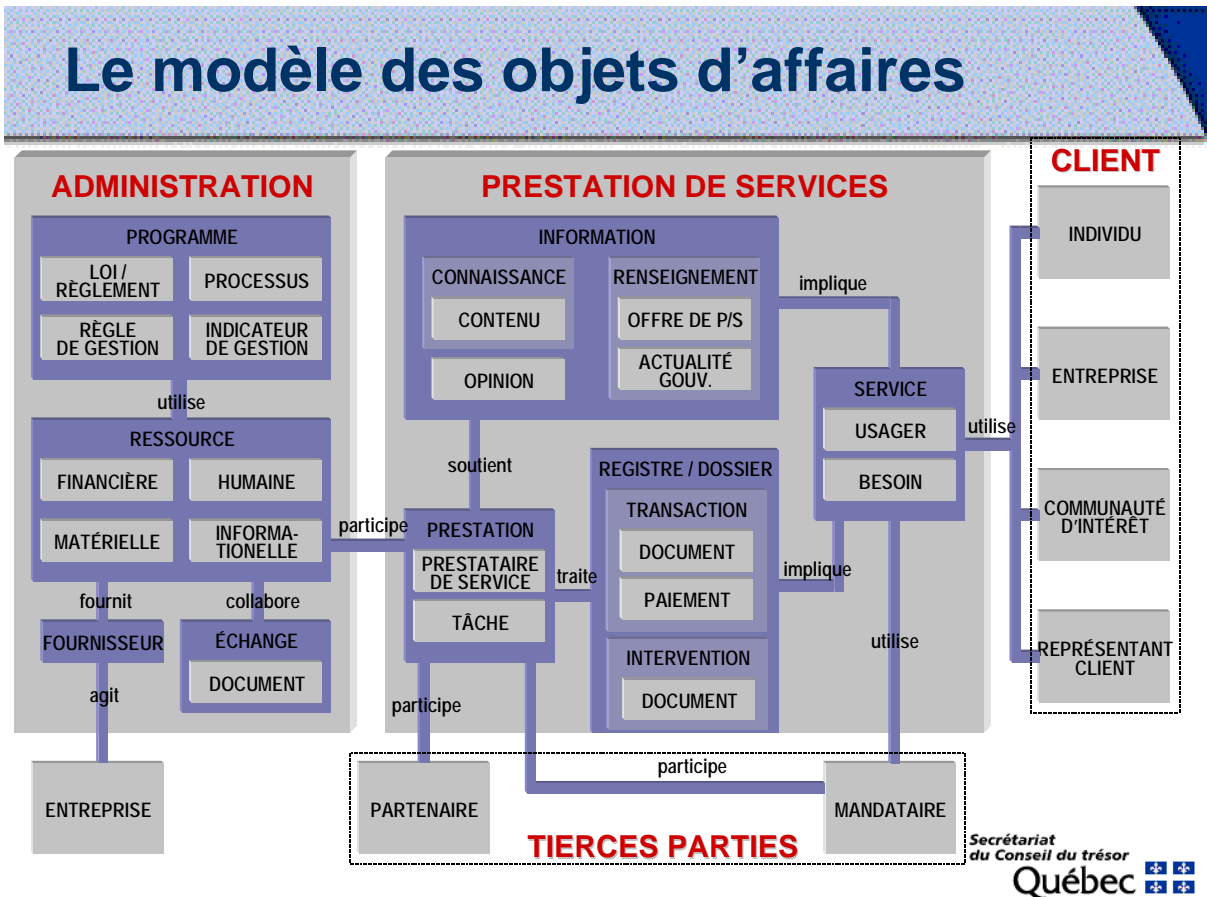 Le modèle des objets d'affaires
ADMINISTRATION
PROGRAMME
LOI /
RÈGLEMENT
PROCESSUS
RÈGLE
DE GESTION
INDICATEUR
DE GESTION
utilise
RESSOURCE
FINANCIÈRE
HUMAINE
MATÉRIELLE
INFORMA-
TIONELLE
fournit
collabore
FOURNISSEUR
ÉCHANGE
DOCUMENT
agit
ENTREPRISE
participe
PRESTATION DE SERVICES
INFORMATION
CONNAISSANCE
CONTENU
OPINION
RENSEIGNEMENT
OFFRE DE P/S
ACTUALITÉ
GOUV.
implique
soutient
PRESTATION
PRESTATAIRE
DE SERVICE
TÂCHE
traite
REGISTRE / DOSSIER
TRANSACTION
DOCUMENT
PAIEMENT
INTERVENTION
DOCUMENT
implique
SERVICE
USAGER
BESOIN
utilise
utilise
participe
participe
CLIENT
INDIVIDU
ENTREPRISE
COMMUNAUTÉ
D'INTÉRÊT
REPRÉSENTANT
CLIENT
PARTENAIRE
MANDATAIRE
TIERCES PARTIES
Secrétariat
du Conseil du trésor
Québec